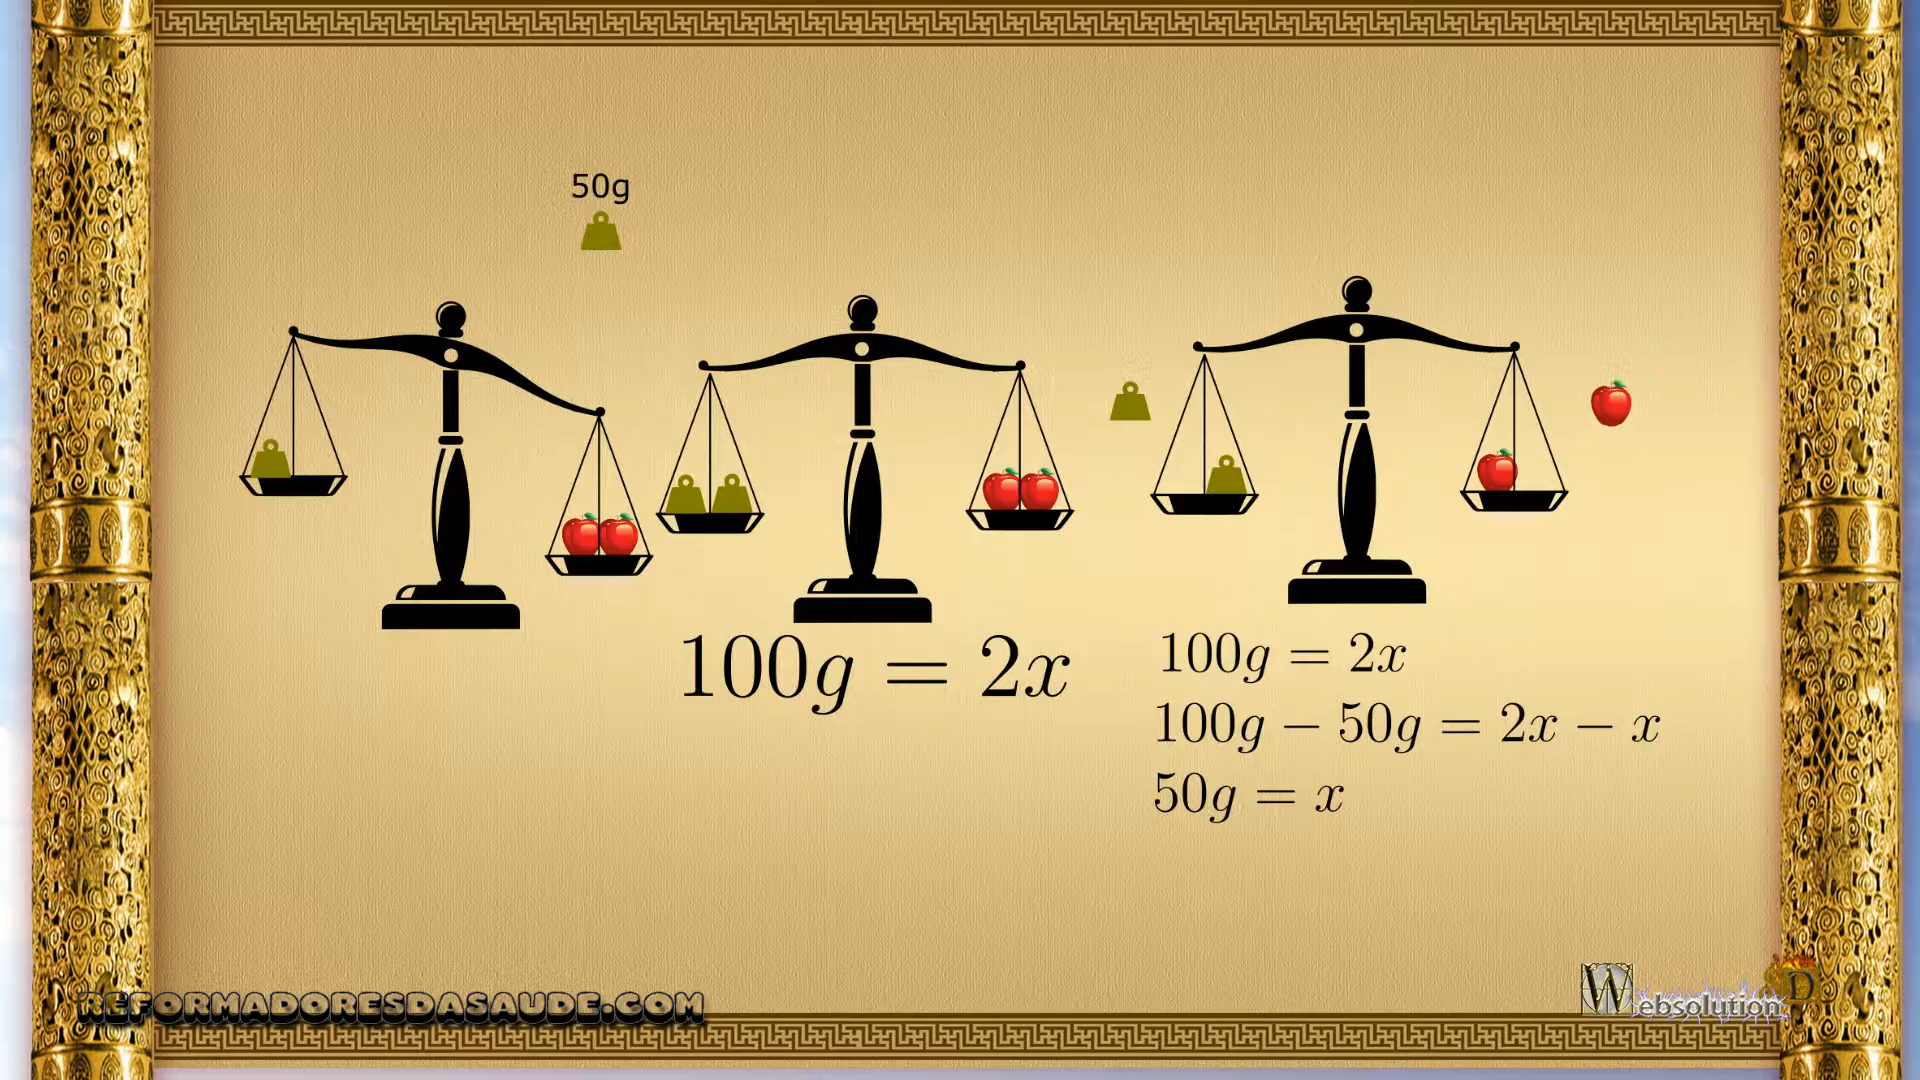 50g
100g = 2x
100g = 2x
100g − 50g = 2x − x
50g = x
REFORMADORESDASAUDE.COM
Websolution D